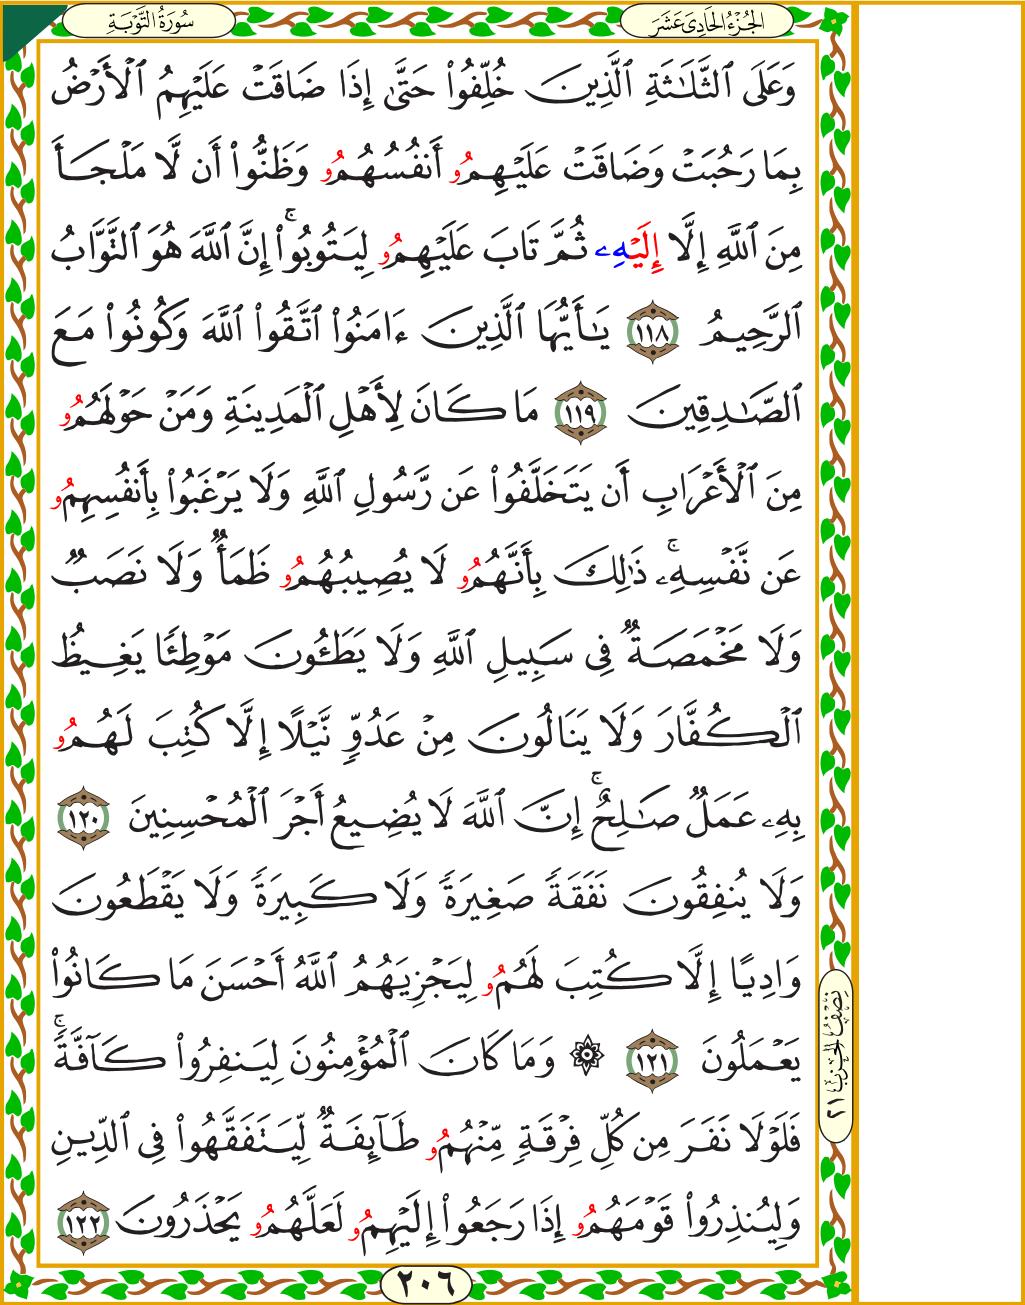 الجُزْءُ الحَادِىَ عَشَرَ
سُورَةُ التَّوْبَةِ
وَعَلَى ٱلثَّلَـٰثَةِ ٱلَّذِينَ خُلِّفُوا۟ حَتَّىٰٓ إِذَا ضَاقَتْ عَلَيْهِمُ ٱلْأَرْضُ
بِمَا رَحُبَتْ وَضَاقَتْ عَلَيْهِمُۥ أَنفُسُهُمُۥ وَظَنُّوا۟ أَن لَّا مَلْجَأَ
مِنَ ٱللَّهِ إِلَّا إِلَيْهِۦ ثُمَّ تَابَ عَلَيْهِمُۥ لِيَتُوبُوا۟ۚ إِنَّ ٱللَّهَ هُوَ ٱلتَّوَّابُ
ٱلرَّحِيمُ ١١٨ يَـٰأَيُّهَا ٱلَّذِينَ ءَامَنُوا۟ ٱتَّقُوا۟ ٱللَّهَ وَكُونُوا۟ مَعَ
ٱلصَّـٰدِقِينَ ١١٩ مَا كَانَ لِأَهْلِ ٱلْمَدِينَةِ وَمَنْ حَوْلَهُمُۥ
مِنَ ٱلْأَعْرَابِ أَن يَتَخَلَّفُوا۟ عَن رَّسُولِ ٱللَّهِ وَلَا يَرْغَبُوا۟ بِأَنفُسِهِمُۥ
عَن نَّفْسِهِۦۚ ذَٰلِكَ بِأَنَّهُمُۥ لَا يُصِيبُهُمُۥ ظَمَأٌ وَلَا نَصَبٌ
وَلَا مَخْمَصَةٌ فِى سَبِيلِ ٱللَّهِ وَلَا يَطَـُٔونَ مَوْطِئًا يَغِيظُ
ٱلْكُفَّارَ وَلَا يَنَالُونَ مِنْ عَدُوٍّ نَّيْلًا إِلَّا كُتِبَ لَهُمُۥ
بِهِۦ عَمَلٌ صَـٰلِحٌۚ إِنَّ ٱللَّهَ لَا يُضِيعُ أَجْرَ ٱلْمُحْسِنِينَ ١٢٠
وَلَا يُنفِقُونَ نَفَقَةً صَغِيرَةً وَلَا كَبِيرَةً وَلَا يَقْطَعُونَ
وَادِيًا إِلَّا كُتِبَ لَهُمُۥ لِيَجْزِيَهُمُ ٱللَّهُ أَحْسَنَ مَا كَانُوا۟
يَعْمَلُونَ ١٢١ ۞ وَمَا كَانَ ٱلْمُؤْمِنُونَ لِيَنفِرُوا۟ كَآفَّةًۚ
فَلَوْلَا نَفَرَ مِن كُلِّ فِرْقَةٍ مِّنْهُمُۥ طَآئِفَةٌ لِّيَتَفَقَّهُوا۟ فِى ٱلدِّينِ
وَلِيُنذِرُوا۟ قَوْمَهُمُۥ إِذَا رَجَعُوا۟ إِلَيْهِمُۥ لَعَلَّهُمُۥ يَحْذَرُونَ ١٢٢
نِصْفُ الحِزْبِ ٢١
٢٠٦